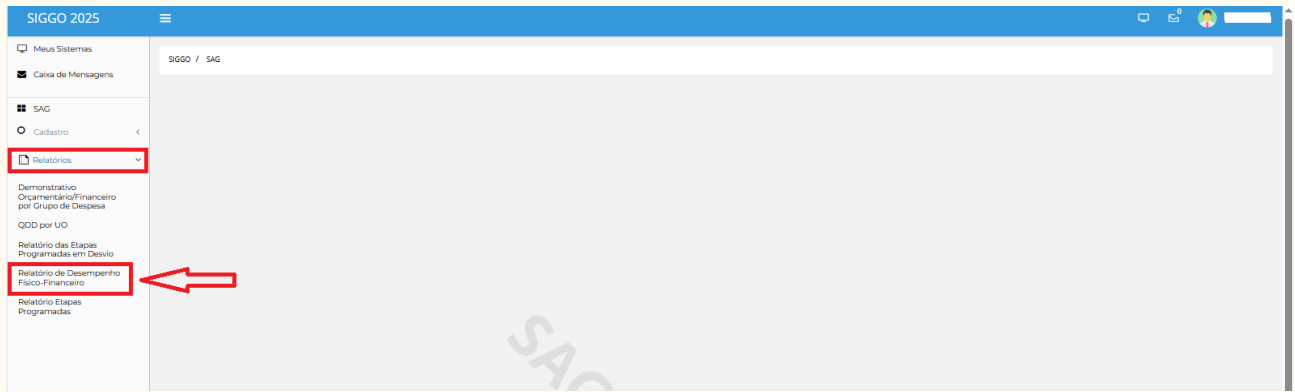 SIGGO 2025
0
Meus Sistemas
SIGGO / SAG
Caixa de Mensagens
SAG
Cadastro
Relatórios
Demonstrativo
Orçamentário/Financeiro
por Grupo de Despesa
QDD por UO
Relatório das Etapas
Programadas em Desvio
Relatório de Desempenho
Físico-Financeiro
Relatório Etapas
Programadas
SAG